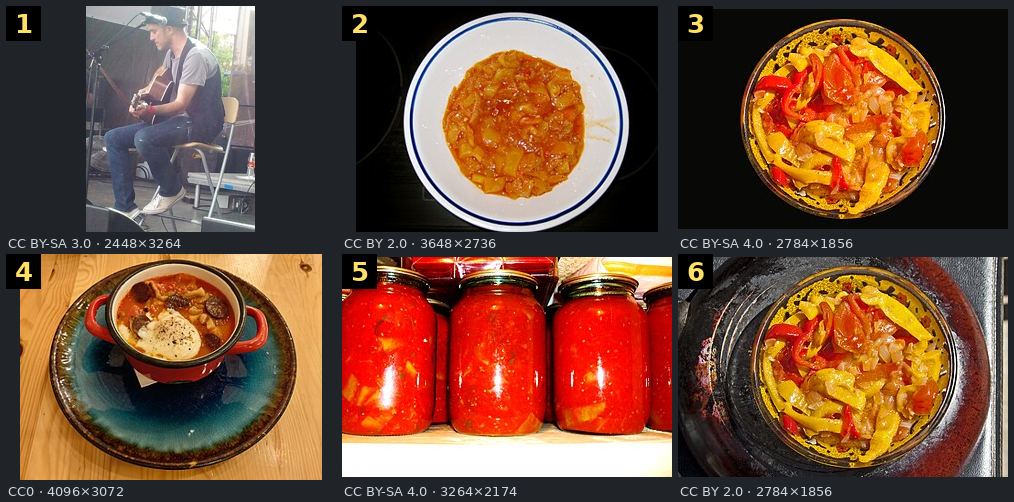 1
2
3
CC BY-SA 3.0 · 2448×3264
CC BY 2.0 · 3648×2736
CC BY-SA 4.0 · 2784×1856
4
5
6
CC0 · 4096×3072
CC BY-SA 4.0 · 3264×2174
CC BY 2.0 · 2784×1856